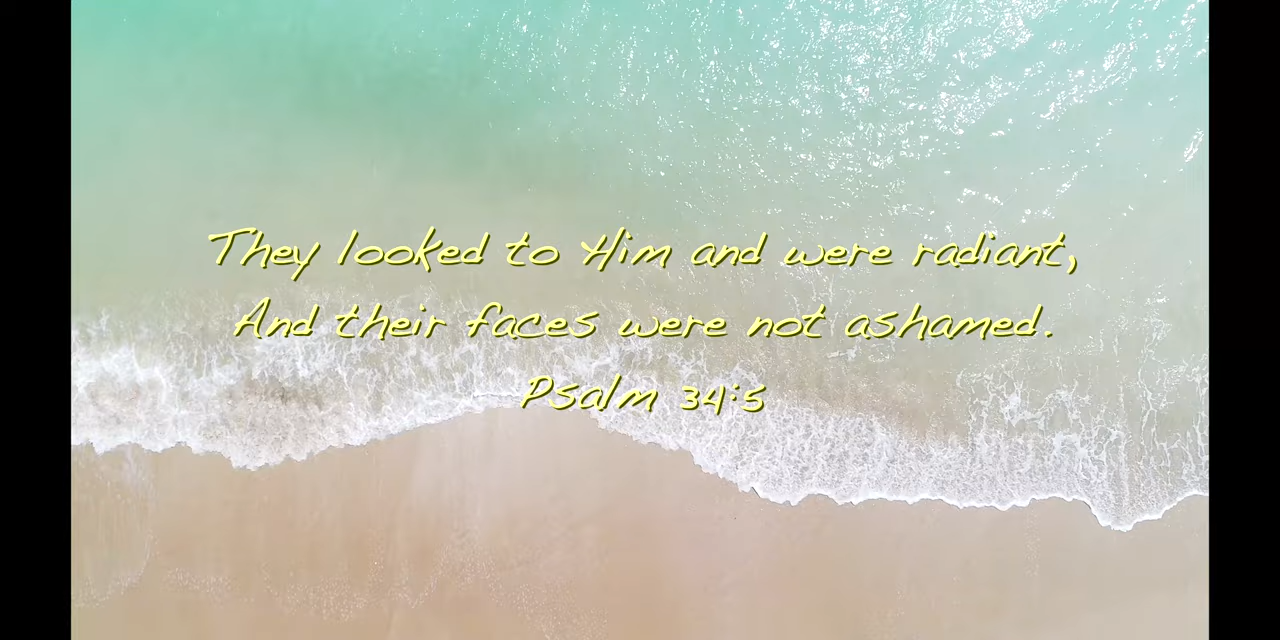 They looked to Him and were radiant,
And their faces were not ashamed.
Psalm 34:5